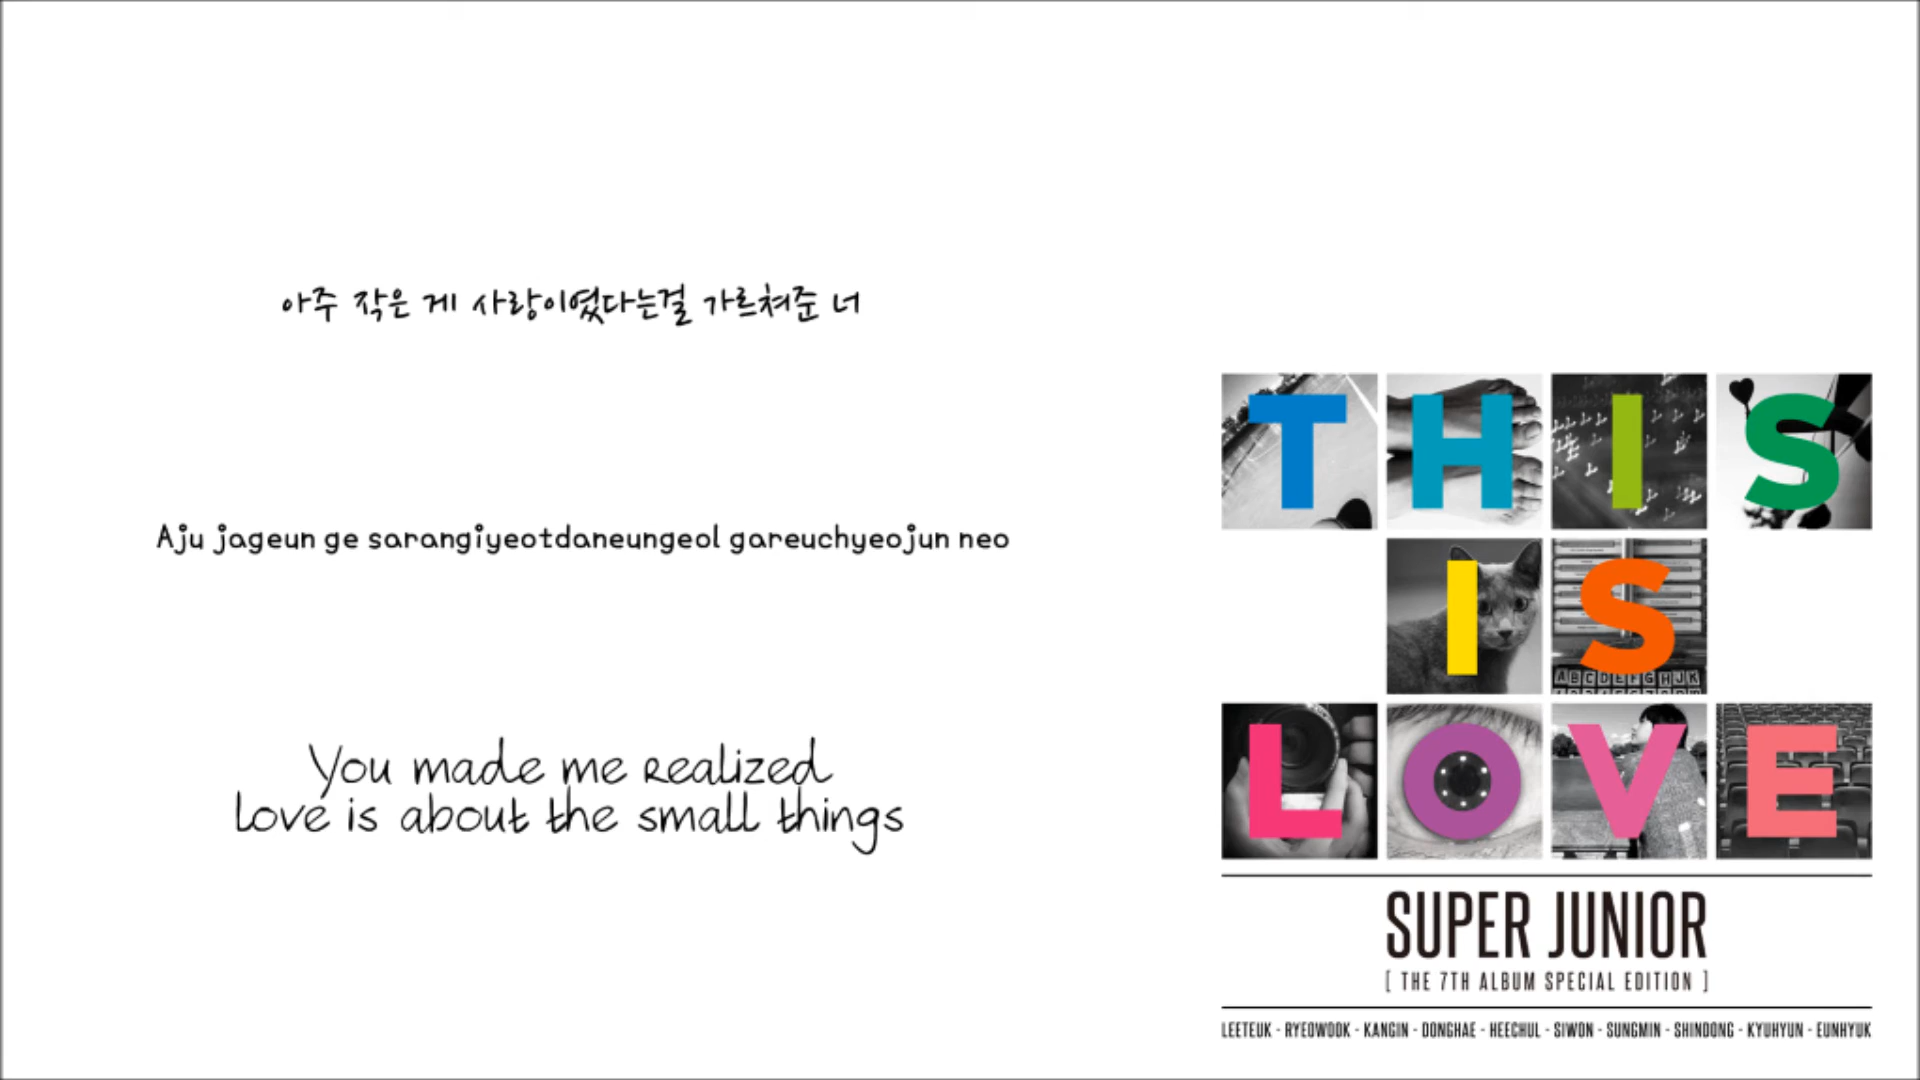 아주 작은 게 사랑이였다는걸 가르쳐준 너
Aju jageun ge sarangiyeotdaneungeol gareuchyeojun neo
You made me realized
love is about the small things
THIS
IS
LOVE
ABCDEFGHJK
SUPER JUNIOR
[ THE 7TH ALBUM SPECIAL EDITION ]
LEETEUK - RYEOWOOK - KANGIN - DONGHAE - HEECHUL - SIWON - SUNGMIN - SHINDONG - KYUHYUN - EUNHYUK